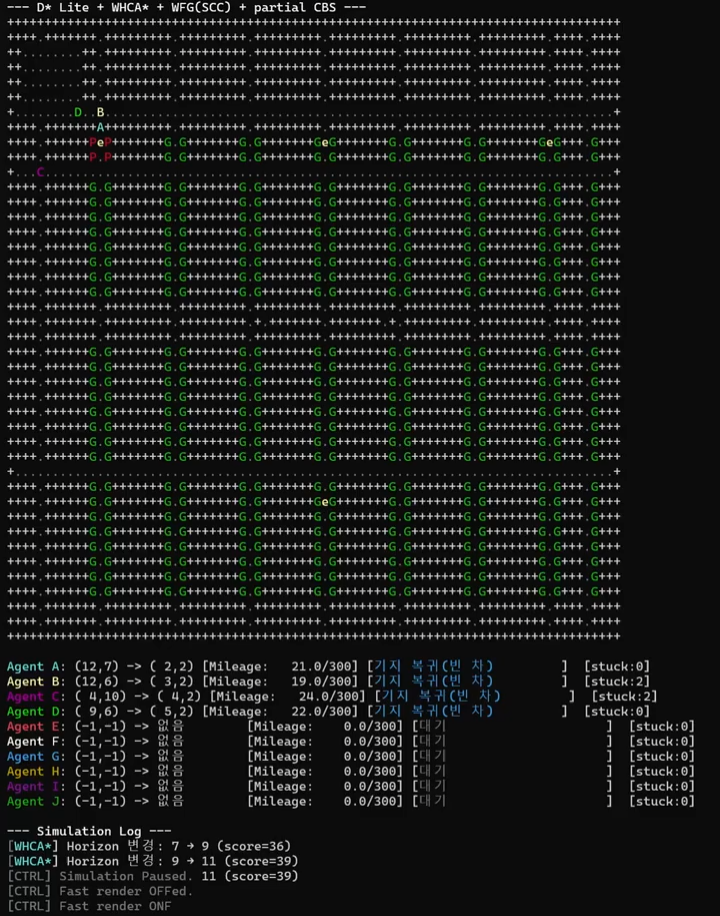 --- D* Lite + WHCA* + WFG(SCC) + partial CBS ---
Agent A: (12,7) -> ( 2,2) [Mileage: 21.0/300] [기지 복귀(빈 차) ] [stuck:0]
Agent B: (12,6) -> ( 3,2) [Mileage: 19.0/300] [기지 복귀(빈 차) ] [stuck:2]
Agent C: ( 4,10) -> ( 4,2) [Mileage: 24.0/300] [기지 복귀(빈 차) ] [stuck:2]
Agent D: ( 9,6) -> ( 5,2) [Mileage: 22.0/300] [기지 복귀(빈 차) ] [stuck:0]
Agent E: (-1,-1) -> 없음 [Mileage: 0.0/300] [대기 ] [stuck:0]
Agent F: (-1,-1) -> 없음 [Mileage: 0.0/300] [대기 ] [stuck:0]
Agent G: (-1,-1) -> 없음 [Mileage: 0.0/300] [대기 ] [stuck:0]
Agent H: (-1,-1) -> 없음 [Mileage: 0.0/300] [대기 ] [stuck:0]
Agent I: (-1,-1) -> 없음 [Mileage: 0.0/300] [대기 ] [stuck:0]
Agent J: (-1,-1) -> 없음 [Mileage: 0.0/300] [대기 ] [stuck:0]
--- Simulation Log ---
[WHCA*] Horizon 변경: 7 → 9 (score=36)
[WHCA*] Horizon 변경: 9 → 11 (score=39)
[CTRL] Simulation Paused. 11 (score=39)
[CTRL] Fast render OFFed.
[CTRL] Fast render ONF